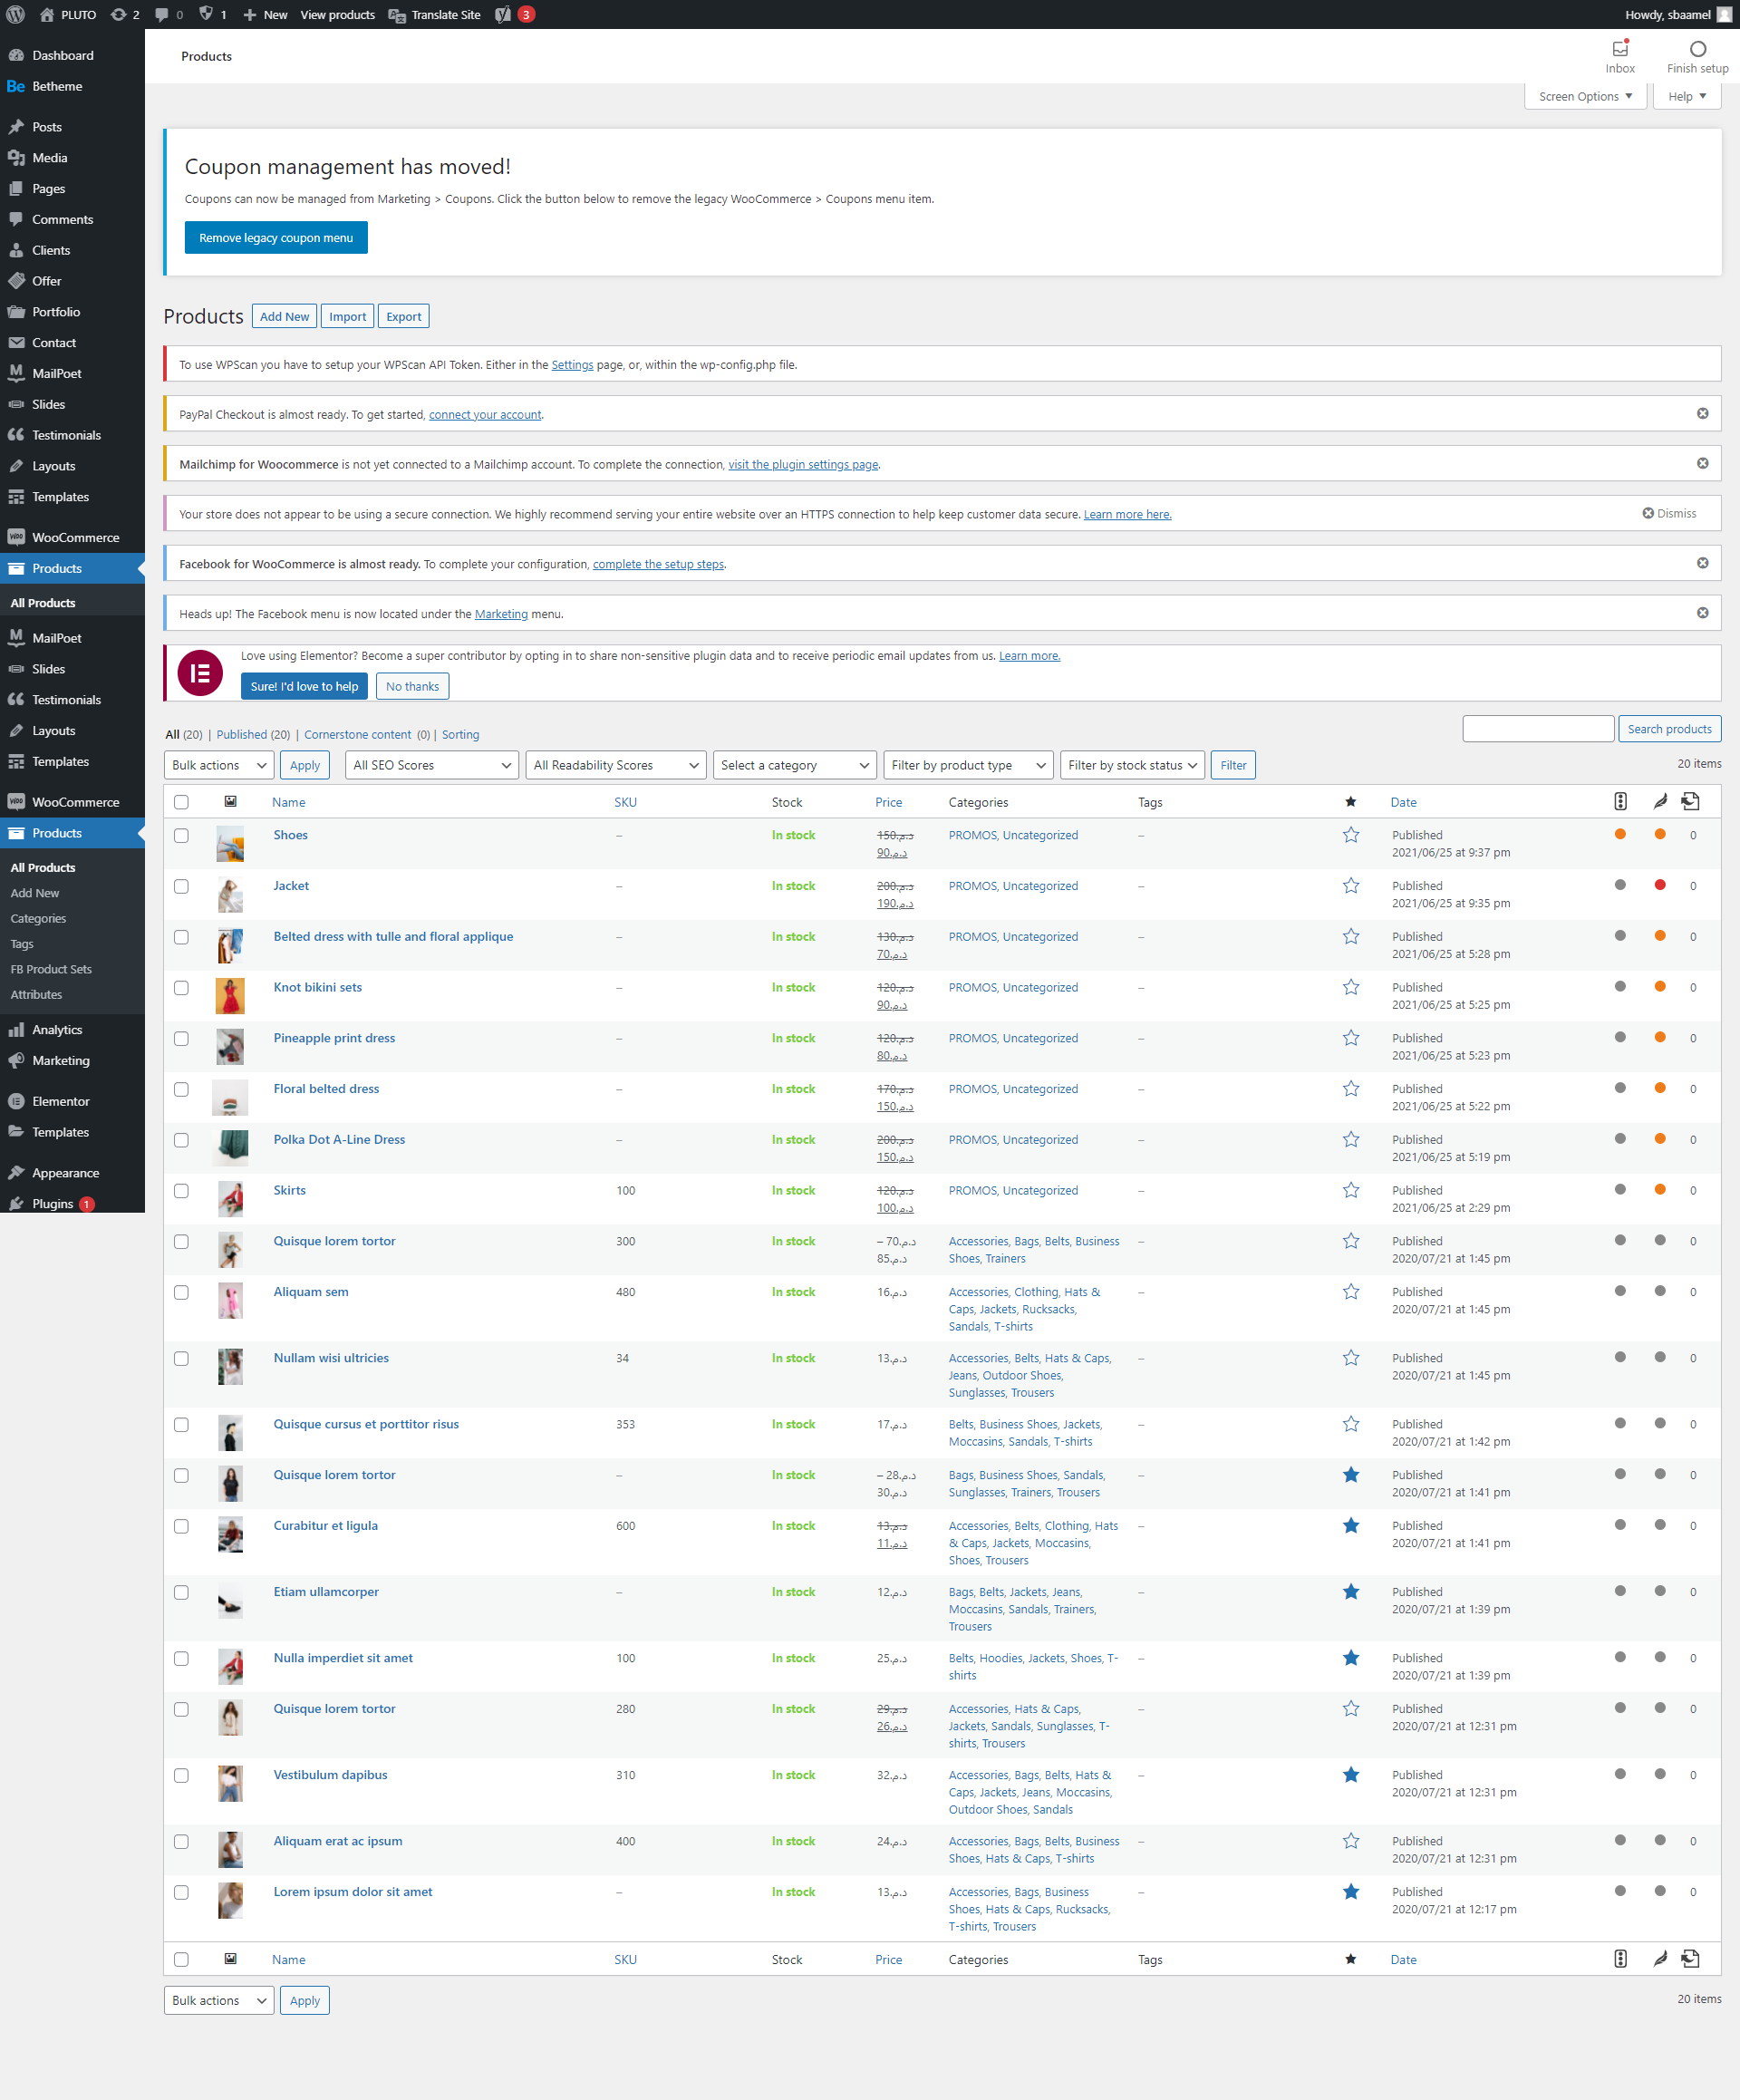 PLUTO 2 0 1 New View products Translate Site 3 Howdy, sbaamel
Dashboard
Betheme
Posts
Media
Pages
Comments
Clients
Offer
Portfolio
Contact
MailPoet
Slides
Testimonials
Layouts
Templates
WooCommerce
Products
All Products
MailPoet
Slides
Testimonials
Layouts
Templates
WooCommerce
Products
All Products
Add New
Categories
Tags
FB Product Sets
Attributes
Analytics
Marketing
Elementor
Templates
Appearance
Plugins 1
Products
Inbox
Finish setup
Screen Options
Help
Coupon management has moved!
Coupons can now be managed from Marketing > Coupons. Click the button below to remove the legacy WooCommerce > Coupons menu item.
Remove legacy coupon menu
Products Add New Import Export
To use WPScan you have to setup your WPScan API Token. Either in the Settings page, or, within the wp-config.php file.
PayPal Checkout is almost ready. To get started, connect your account.
Mailchimp for Woocommerce is not yet connected to a Mailchimp account. To complete the connection, visit the plugin settings page.
Your store does not appear to be using a secure connection. We highly recommend serving your entire website over an HTTPS connection to help keep customer data secure. Learn more here. Dismiss
Facebook for WooCommerce is almost ready. To complete your configuration, complete the setup steps.
Heads up! The Facebook menu is now located under the Marketing menu.
Love using Elementor? Become a super contributor by opting in to share non-sensitive plugin data and to receive periodic email updates from us. Learn more.
Sure! I'd love to help No thanks
All (20) | Published (20) | Cornerstone content (0) | Sorting
Search products
Bulk actions Apply All SEO Scores All Readability Scores Select a category Filter by product type Filter by stock status Filter 20 items
Name SKU Stock Price Categories Tags Date
Shoes – In stock 150.د.م. PROMOS, Uncategorized – Published 0
90.د.م. 2021/06/25 at 9:37 pm
Jacket – In stock 200.د.م. PROMOS, Uncategorized – Published 0
190.د.م. 2021/06/25 at 9:35 pm
Belted dress with tulle and floral applique – In stock 130.د.م. PROMOS, Uncategorized – Published 0
70.د.م. 2021/06/25 at 5:28 pm
Knot bikini sets – In stock 120.د.م. PROMOS, Uncategorized – Published 0
90.د.م. 2021/06/25 at 5:25 pm
Pineapple print dress – In stock 120.د.م. PROMOS, Uncategorized – Published 0
80.د.م. 2021/06/25 at 5:23 pm
Floral belted dress – In stock 170.د.م. PROMOS, Uncategorized – Published 0
150.د.م. 2021/06/25 at 5:22 pm
Polka Dot A-Line Dress – In stock 200.د.م. PROMOS, Uncategorized – Published 0
150.د.م. 2021/06/25 at 5:19 pm
Skirts 100 In stock 120.د.م. PROMOS, Uncategorized – Published 0
100.د.م. 2021/06/25 at 2:29 pm
Quisque lorem tortor 300 In stock – 70.د.م. Accessories, Bags, Belts, Business – Published 0
85.د.م. Shoes, Trainers 2020/07/21 at 1:45 pm
Aliquam sem 480 In stock 16.د.م. Accessories, Clothing, Hats & – Published 0
Caps, Jackets, Rucksacks, 2020/07/21 at 1:45 pm
Sandals, T-shirts
Nullam wisi ultricies 34 In stock 13.د.م. Accessories, Belts, Hats & Caps, – Published 0
Jeans, Outdoor Shoes, 2020/07/21 at 1:45 pm
Sunglasses, Trousers
Quisque cursus et porttitor risus 353 In stock 17.د.م. Belts, Business Shoes, Jackets, – Published 0
Moccasins, Sandals, T-shirts 2020/07/21 at 1:42 pm
Quisque lorem tortor – In stock – 28.د.م. Bags, Business Shoes, Sandals, – Published 0
30.د.م. Sunglasses, Trainers, Trousers 2020/07/21 at 1:41 pm
Curabitur et ligula 600 In stock 13.د.م. Accessories, Belts, Clothing, Hats – Published 0
11.د.م. & Caps, Jackets, Moccasins, 2020/07/21 at 1:41 pm
Shoes, Trousers
Etiam ullamcorper – In stock 12.د.م. Bags, Belts, Jackets, Jeans, – Published 0
Moccasins, Sandals, Trainers, 2020/07/21 at 1:39 pm
Trousers
Nulla imperdiet sit amet 100 In stock 25.د.م. Belts, Hoodies, Jackets, Shoes, T- – Published 0
shirts 2020/07/21 at 1:39 pm
Quisque lorem tortor 280 In stock 29.د.م. Accessories, Hats & Caps, – Published 0
26.د.م. Jackets, Sandals, Sunglasses, T- 2020/07/21 at 12:31 pm
shirts, Trousers
Vestibulum dapibus 310 In stock 32.د.م. Accessories, Bags, Belts, Hats & – Published 0
Caps, Jackets, Jeans, Moccasins, 2020/07/21 at 12:31 pm
Outdoor Shoes, Sandals
Aliquam erat ac ipsum 400 In stock 24.د.م. Accessories, Bags, Belts, Business – Published 0
Shoes, Hats & Caps, T-shirts 2020/07/21 at 12:31 pm
Lorem ipsum dolor sit amet – In stock 13.د.م. Accessories, Bags, Business – Published 0
Shoes, Hats & Caps, Rucksacks, 2020/07/21 at 12:17 pm
T-shirts, Trousers
Name SKU Stock Price Categories Tags Date
Bulk actions Apply 20 items